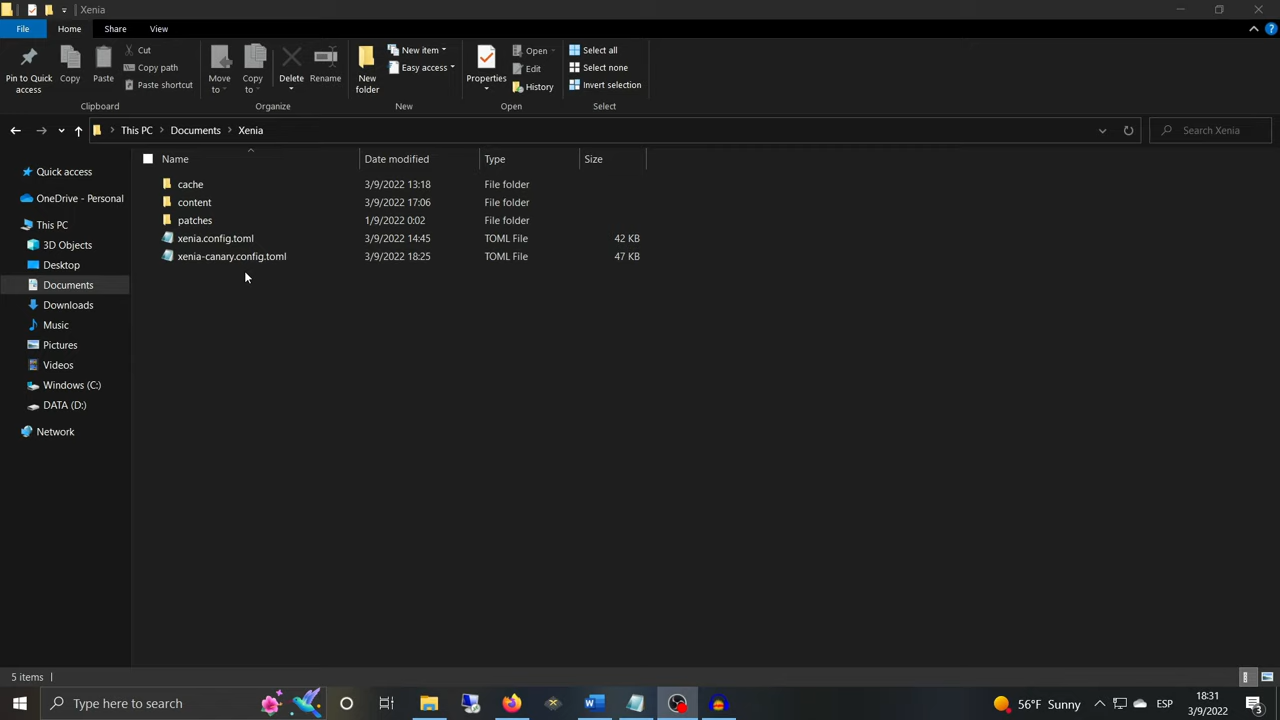 Xenia
File Home Share View
Pin to Quick access
Copy
Paste
Cut
Copy path
Paste shortcut
Clipboard
Move to
Copy to
Delete
Rename
Organize
New folder
New item
Easy access
New
Properties
Open
Edit
History
Open
Select all
Select none
Invert selection
Select
This PC Documents Xenia
Search Xenia
Name Date modified Type Size
Quick access
OneDrive - Personal
This PC
3D Objects
Desktop
Documents
Downloads
Music
Pictures
Videos
Windows (C:)
DATA (D:)
Network
cache 3/9/2022 13:18 File folder
content 3/9/2022 17:06 File folder
patches 1/9/2022 0:02 File folder
xenia.config.toml 3/9/2022 14:45 TOML File 42 KB
xenia-canary.config.toml 3/9/2022 18:25 TOML File 47 KB
5 items
Type here to search
56°F Sunny
ESP
18:31
3/9/2022
3